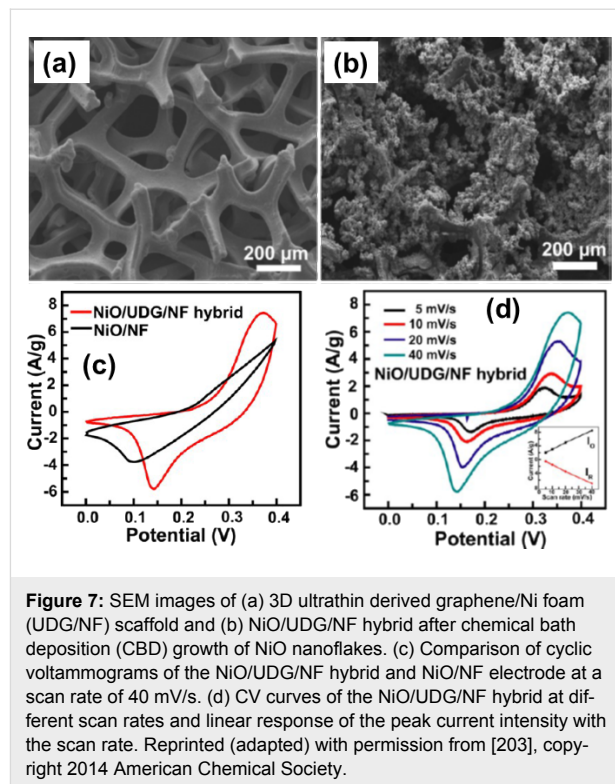 (a)
200 µm
(b)
200 µm
8
6
4
2
0
-2
-4
-6
Current (A/g)
NiO/UDG/NF hybrid
NiO/NF
(c)
0.0 0.1 0.2 0.3 0.4
Potential (V)
8
6
4
2
0
-2
-4
-6
Current (A/g)
5 mV/s
10 mV/s
20 mV/s
40 mV/s
(d)
NiO/UDG/NF hybrid
Current (A/g)
Scan rate (mV/s)
0.0 0.1 0.2 0.3 0.4
Potential (V)
Figure 7: SEM images of (a) 3D ultrathin derived graphene/Ni foam
(UDG/NF) scaffold and (b) NiO/UDG/NF hybrid after chemical bath
deposition (CBD) growth of NiO nanoflakes. (c) Comparison of cyclic
voltammograms of the NiO/UDG/NF hybrid and NiO/NF electrode at a
scan rate of 40 mV/s. (d) CV curves of the NiO/UDG/NF hybrid at dif-
ferent scan rates and linear response of the peak current intensity with
the scan rate. Reprinted (adapted) with permission from [203], copy-
right 2014 American Chemical Society.